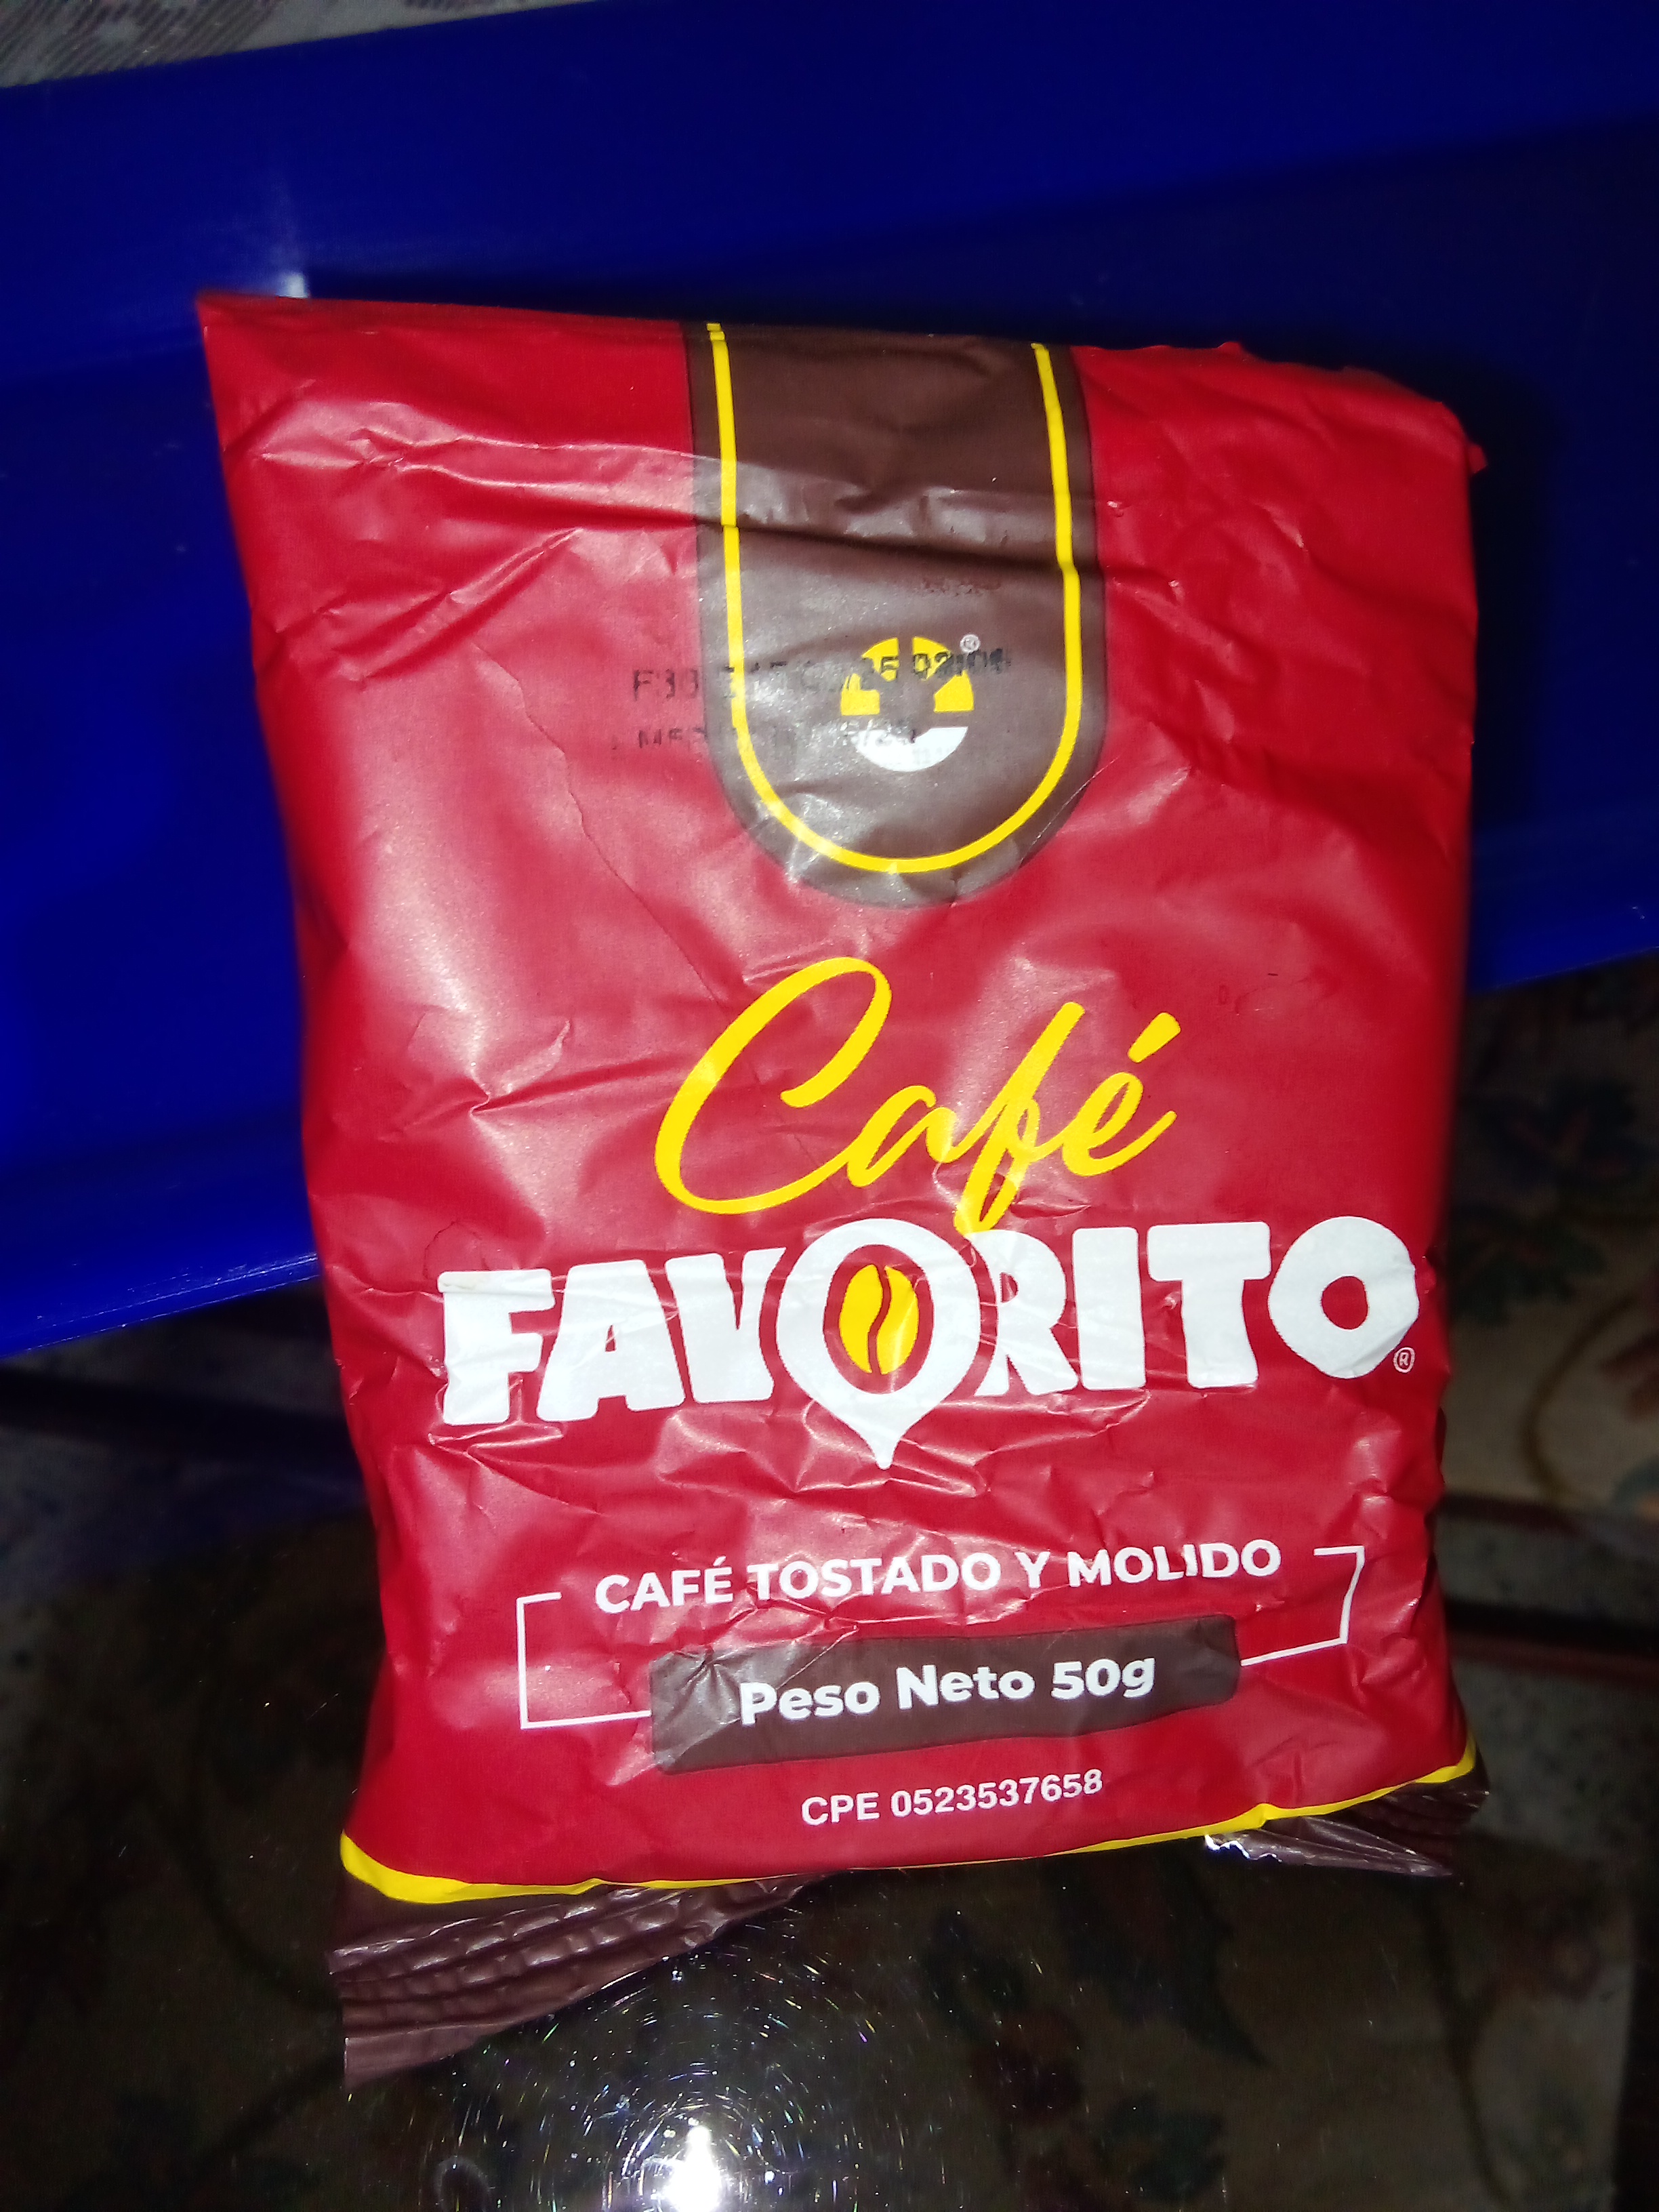 Café
FAVORITO®
CAFÉ TOSTADO Y MOLIDO
Peso Neto 50g
CPE 0523537658